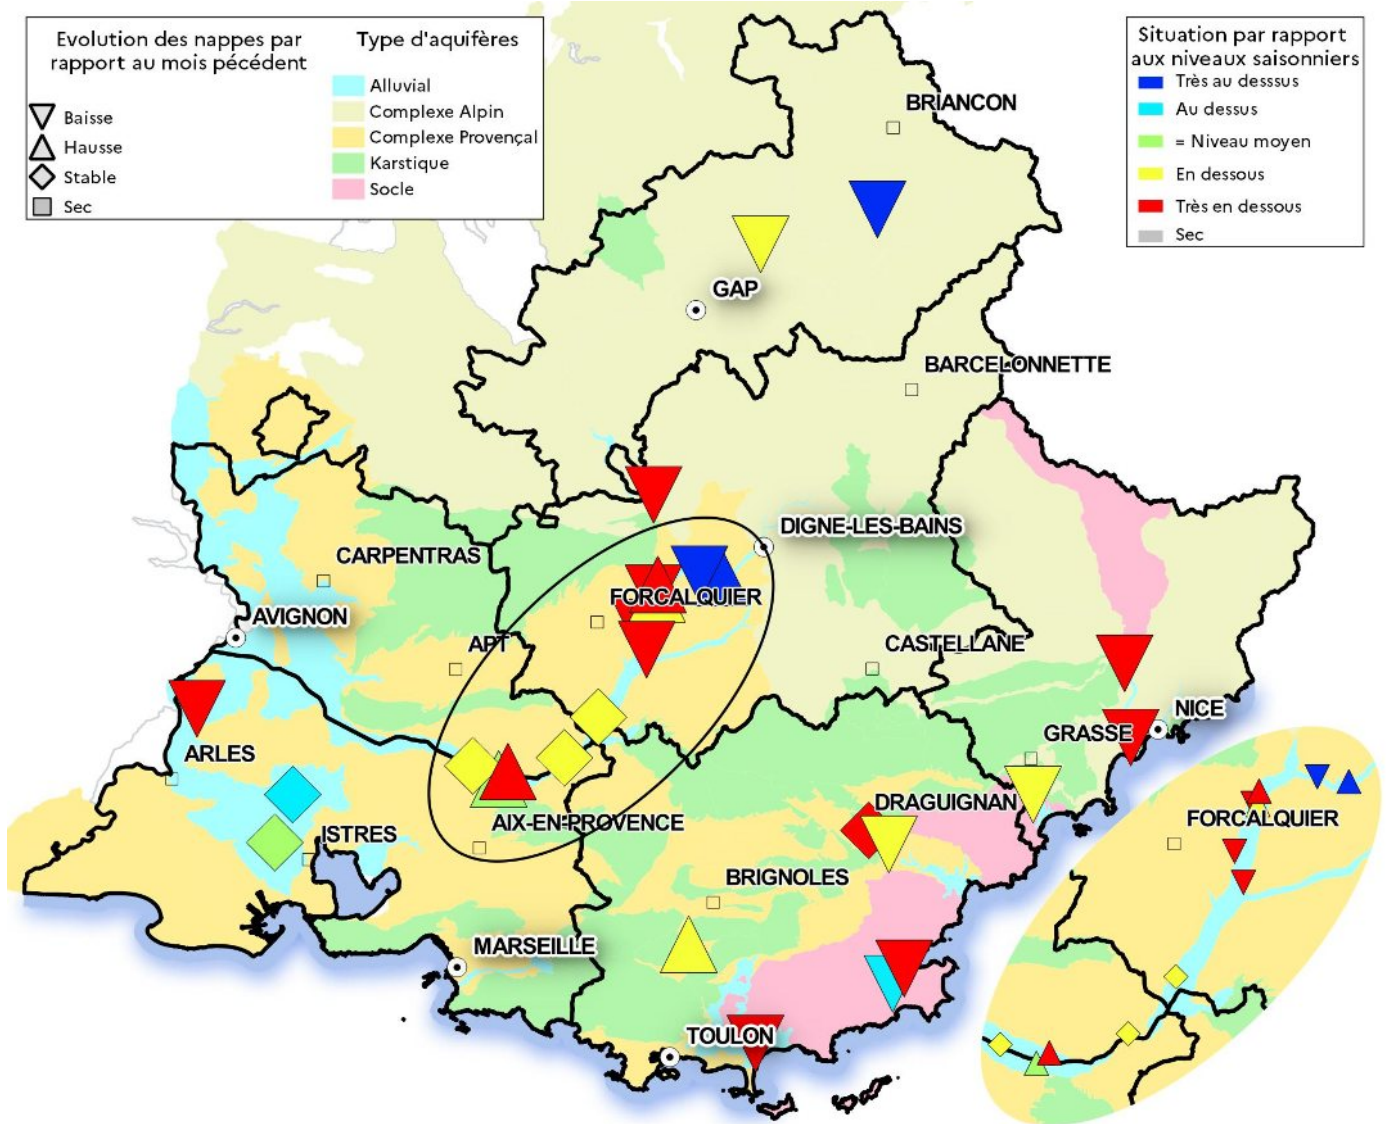 Evolution des nappes par
rapport au mois pécédent
Baisse
Hausse
Stable
Sec
Type d'aquifères
Alluvial
Complexe Alpin
Complexe Provençal
Karstique
Socle
Situation par rapport
aux niveaux saisonniers
Très au desssus
Au dessus
= Niveau moyen
En dessous
Très en dessous
Sec
BRIANCON
GAP
BARCELONNETTE
DIGNE-LES-BAINS
CARPENTRAS
FORCALQUIER
AVIGNON
APT
CASTELLANE
NICE
GRASSE
ARLES
DRAGUIGNAN
FORCALQUIER
ISTRES
AIX-EN-PROVENCE
BRIGNOLES
MARSEILLE
TOULON